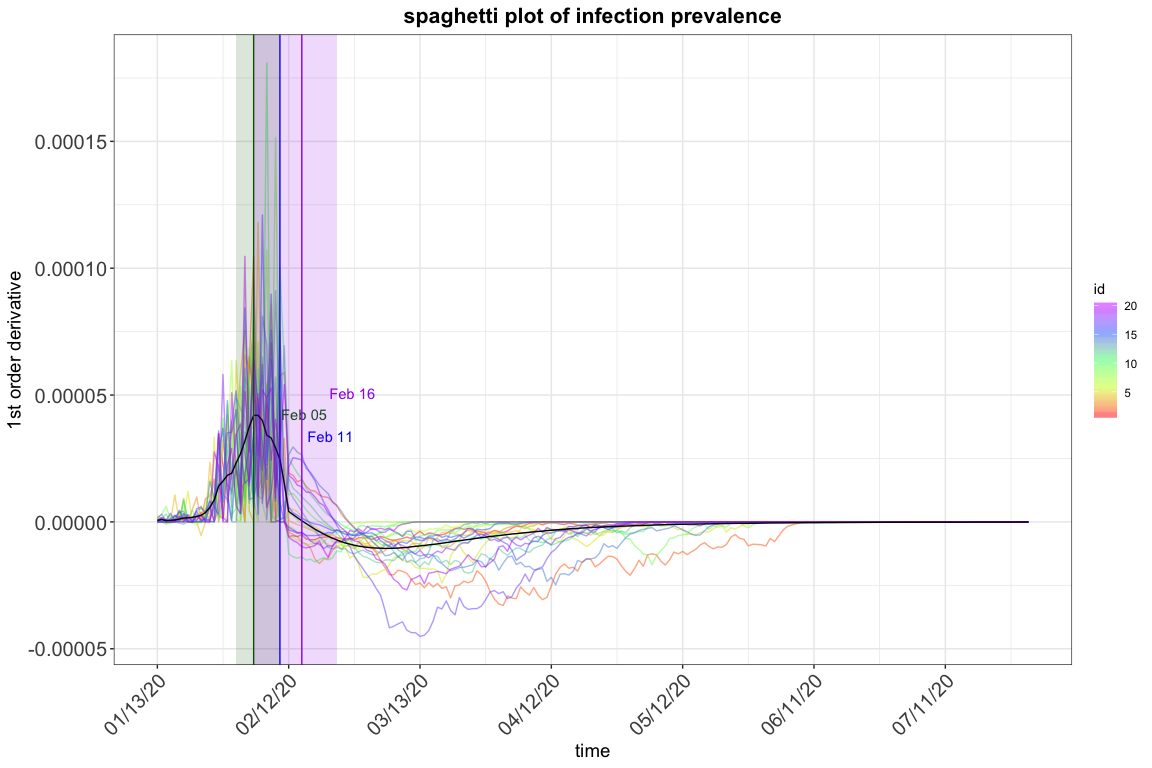 spaghetti plot of infection prevalence
1st order derivative
0.00015
0.00010
0.00005
0.00000
-0.00005
Feb 16
Feb 05
Feb 11
id
20
15
10
5
01/13/20
02/12/20
03/13/20
04/12/20
05/12/20
06/11/20
07/11/20
time